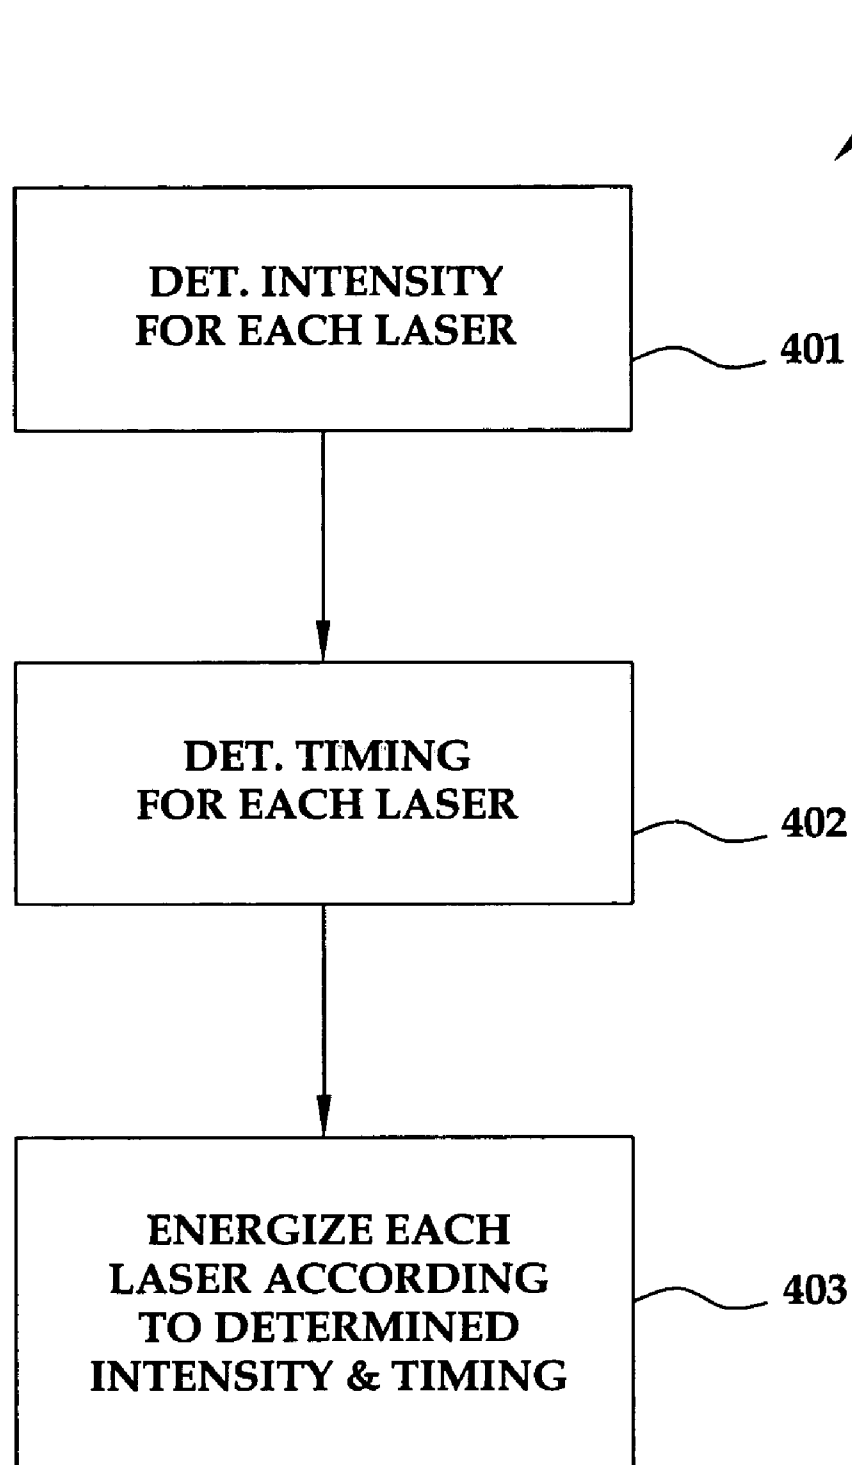 DET. INTENSITY
FOR EACH LASER
401
DET. TIMING
FOR EACH LASER
402
ENERGIZE EACH
LASER ACCORDING
TO DETERMINED
INTENSITY & TIMING
403